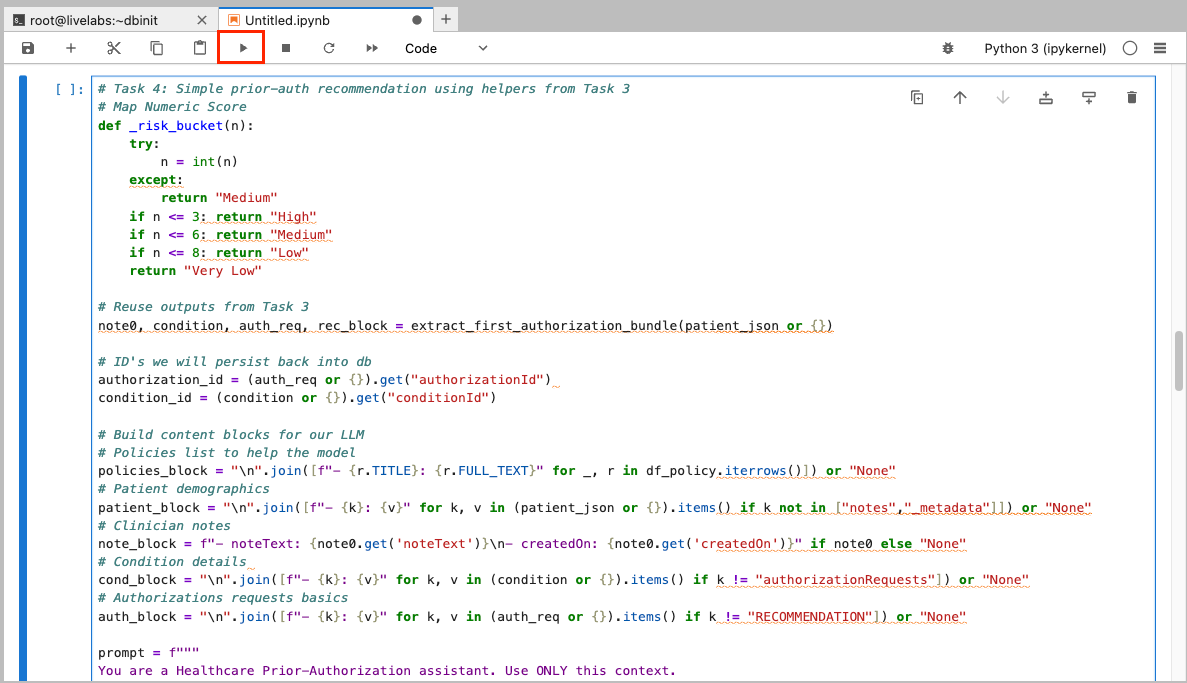 root@livelabs:~dbinit
Untitled.ipynb
Code
Python 3 (ipykernel)
[ ]:
# Task 4: Simple prior-auth recommendation using helpers from Task 3
# Map Numeric Score
def _risk_bucket(n):
    try:
        n = int(n)
    except:
        return "Medium"
    if n <= 3: return "High"
    if n <= 6: return "Medium"
    if n <= 8: return "Low"
    return "Very Low"
# Reuse outputs from Task 3
note0, condition, auth_req, rec_block = extract_first_authorization_bundle(patient_json or {})
# ID's we will persist back into db
authorization_id = (auth_req or {}).get("authorizationId")
condition_id = (condition or {}).get("conditionId")
# Build content blocks for our LLM
# Policies list to help the model
policies_block = "\n".join([f"- {r.TITLE}: {r.FULL_TEXT}" for _, r in df_policy.iterrows()]) or "None"
# Patient demographics
patient_block = "\n".join([f"- {k}: {v}" for k, v in (patient_json or {}).items() if k not in ["notes","_metadata"]]) or "None"
# Clinician notes
note_block = f"- noteText: {note0.get('noteText')}\n- createdOn: {note0.get('createdOn')}" if note0 else "None"
# Condition details
cond_block = "\n".join([f"- {k}: {v}" for k, v in (condition or {}).items() if k != "authorizationRequests"]) or "None"
# Authorizations requests basics
auth_block = "\n".join([f"- {k}: {v}" for k, v in (auth_req or {}).items() if k != "RECOMMENDATION"]) or "None"
prompt = f"""
You are a Healthcare Prior-Authorization assistant. Use ONLY this context.